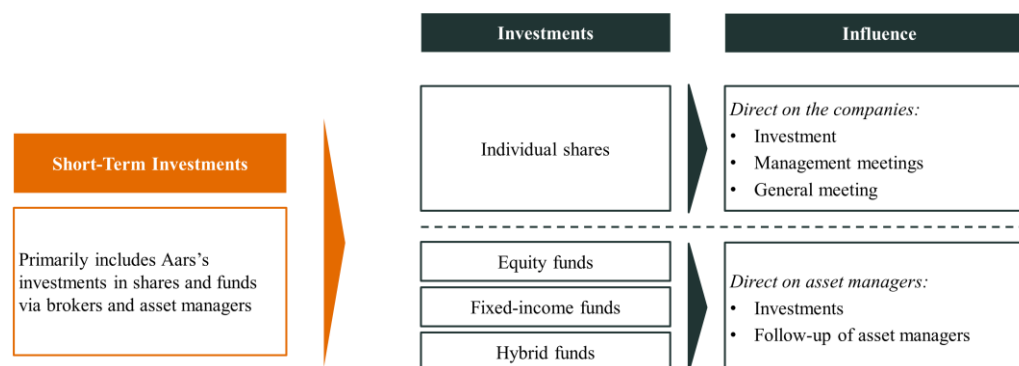 Investments
Influence
Short-Term Investments
Primarily includes Aars's
investments in shares and funds
via brokers and asset managers
Individual shares
Direct on the companies:
• Investment
• Management meetings
• General meeting
Equity funds
Fixed-income funds
Hybrid funds
Direct on asset managers:
• Investments
• Follow-up of asset managers